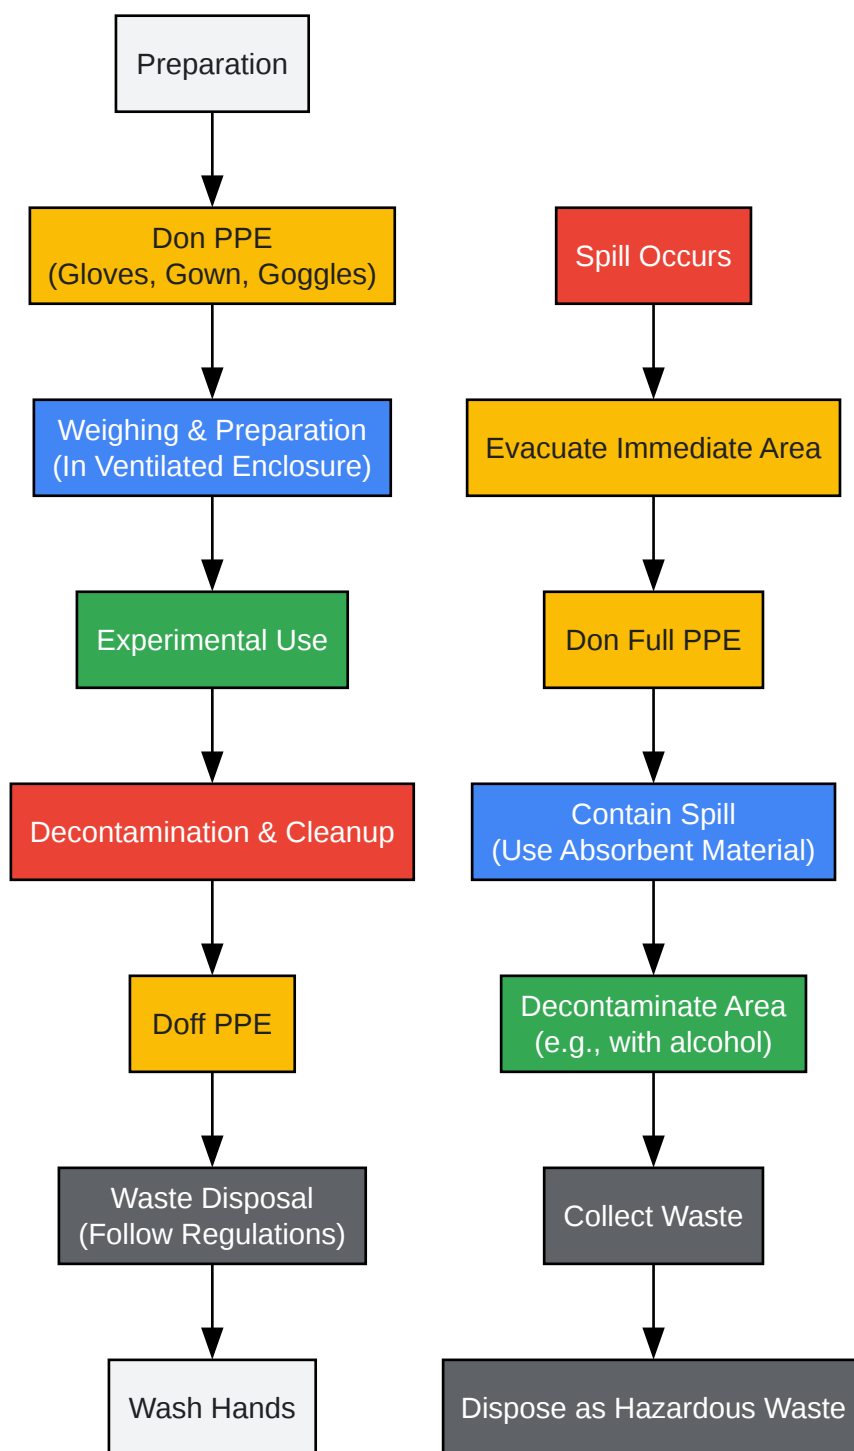 Preparation
Don PPE
(Gloves, Gown, Goggles)
Weighing & Preparation
(In Ventilated Enclosure)
Experimental Use
Decontamination & Cleanup
Doff PPE
Waste Disposal
(Follow Regulations)
Wash Hands
Spill Occurs
Evacuate Immediate Area
Don Full PPE
Contain Spill
(Use Absorbent Material)
Decontaminate Area
(e.g., with alcohol)
Collect Waste
Dispose as Hazardous Waste